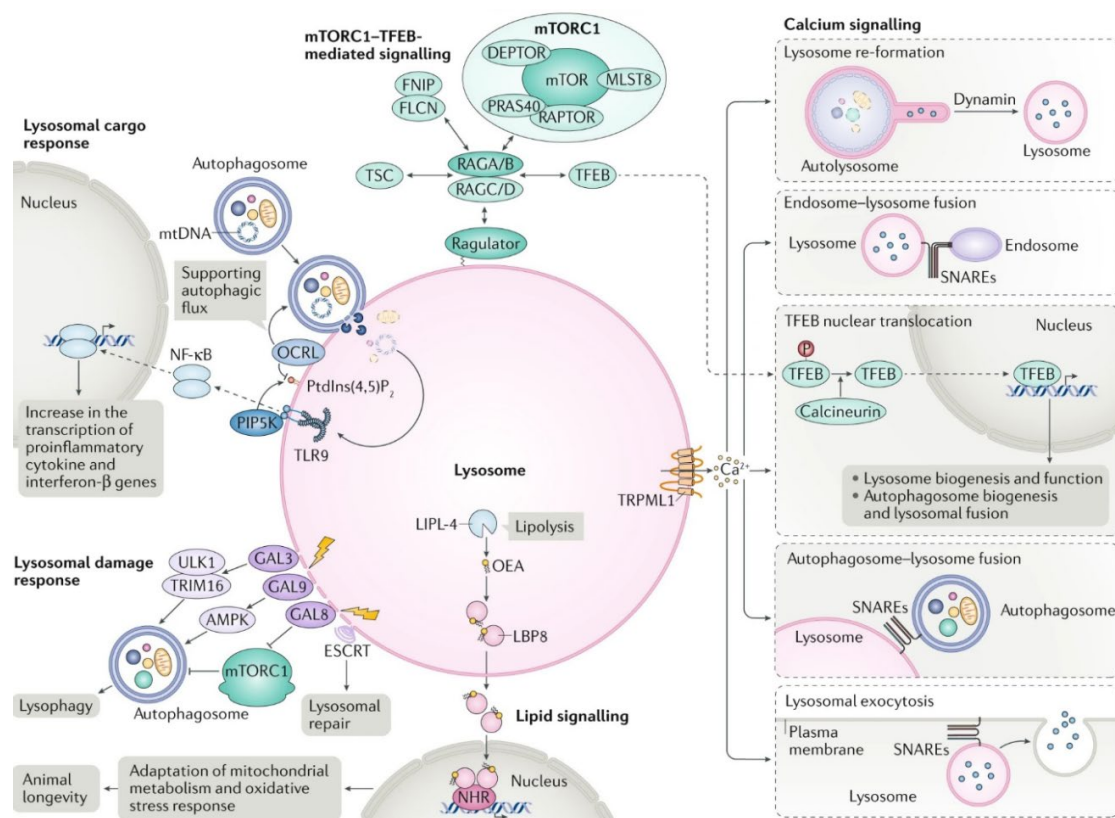 mTORC1–TFEB-
mediated signalling
mTORC1
DEPTOR
mTOR
MLST8
PRAS40
RAPTOR
FNIP
FLCN
TSC
RAGA/B
RAGC/D
TFEB
Ragulator
Lysosomal cargo
response
Nucleus
Autophagosome
mtDNA
Supporting
autophagic
flux
NF-κB
OCRL
PtdIns(4,5)P2
PIP5K
TLR9
Increase in the
transcription of
proinflammatory
cytokine and
interferon-β genes
Lysosome
LIPL-4
Lipolysis
OEA
LBP8
TRPML1
Ca2+
Lysosomal damage
response
ULK1
TRIM16
GAL3
GAL9
GAL8
AMPK
mTORC1
ESCRT
Autophagosome
Lysophagy
Lysosomal
repair
Lipid signalling
Nucleus
NHR
Adaptation of mitochondrial
metabolism and oxidative
stress response
Animal
longevity
Calcium signalling
Lysosome re-formation
Dynamin
Autolysosome
Lysosome
Endosome–lysosome fusion
Lysosome
Endosome
SNAREs
TFEB nuclear translocation
Nucleus
P
TFEB
TFEB
TFEB
Calcineurin
• Lysosome biogenesis and function
• Autophagosome biogenesis
and lysosomal fusion
Autophagosome–lysosome fusion
SNAREs
Autophagosome
Lysosome
Lysosomal exocytosis
Plasma
membrane
SNAREs
Lysosome